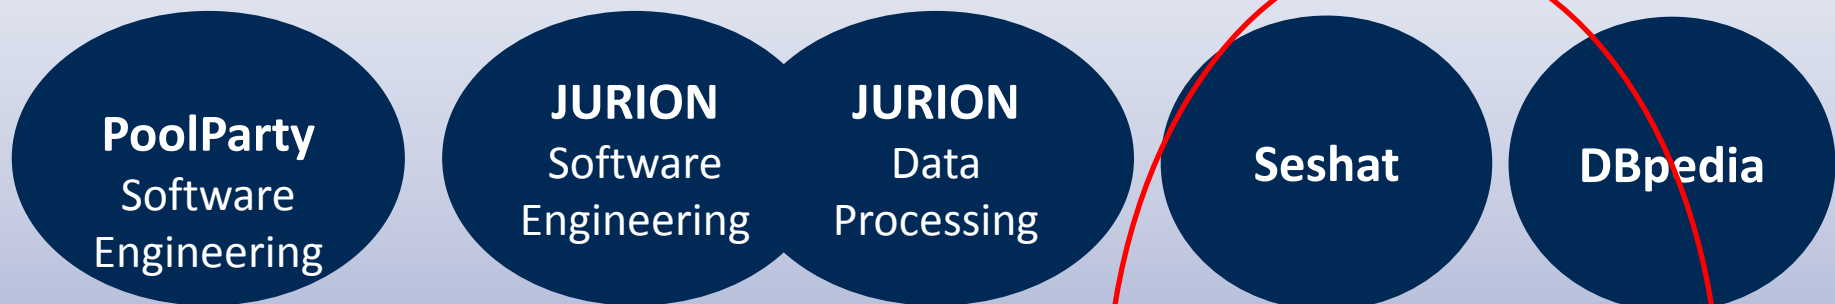 PoolParty
Software
Engineering
JURION
Software
Engineering
JURION
Data
Processing
Seshat
DBpedia